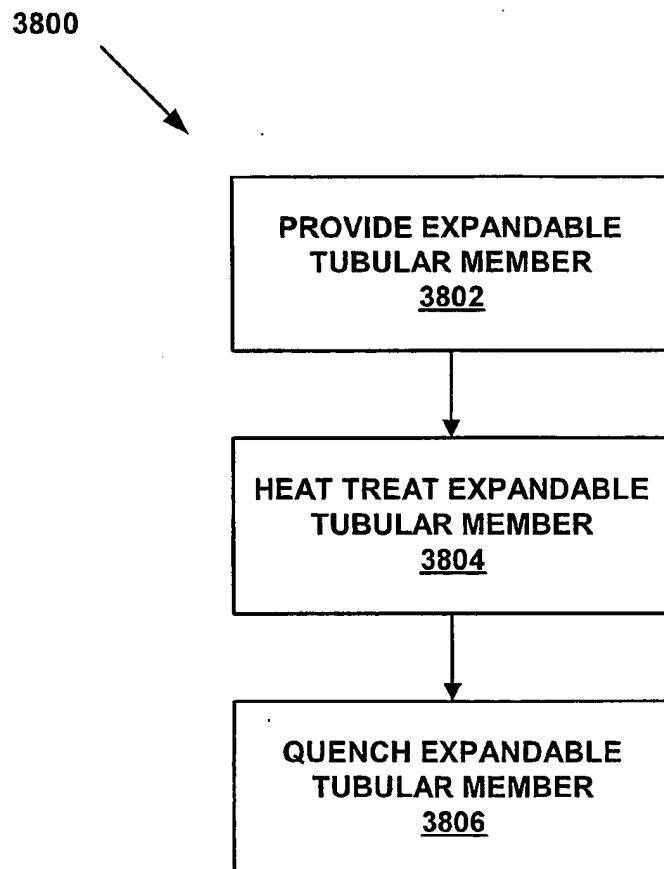 3800
PROVIDE EXPANDABLE
TUBULAR MEMBER
3802
HEAT TREAT EXPANDABLE
TUBULAR MEMBER
3804
QUENCH EXPANDABLE
TUBULAR MEMBER
3806